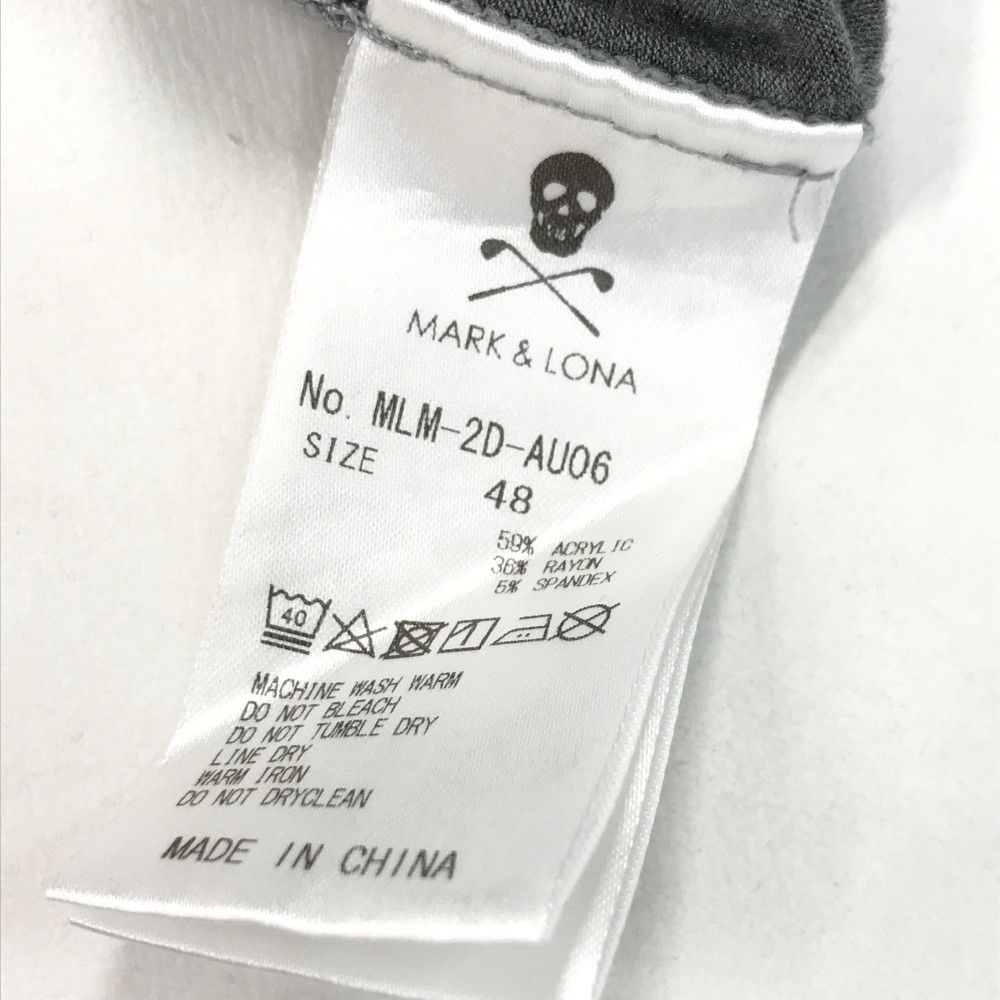 MARK & LONA
No. MLM-2D-AU06
SIZE 48
59% ACRYLIC
36% RAYON
5% SPANDEX
40
MACHINE WASH WARM
DO NOT BLEACH
DO NOT TUMBLE DRY
LINE DRY
WARM IRON
DO NOT DRYCLEAN
MADE IN CHINA